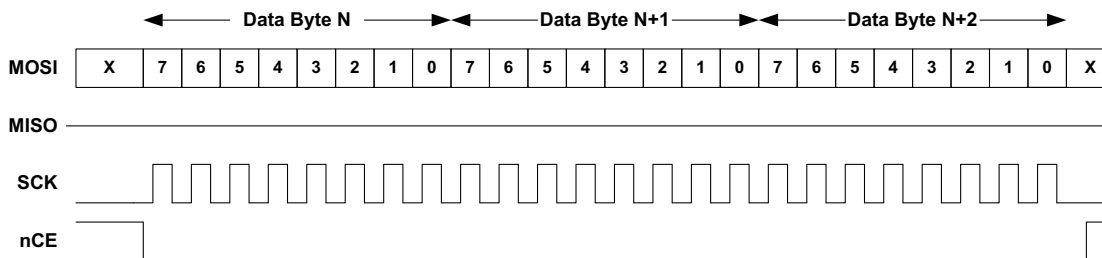 Data Byte N Data Byte N+1 Data Byte N+2
MOSI X 7 6 5 4 3 2 1 0 7 6 5 4 3 2 1 0 7 6 5 4 3 2 1 0 X
MISO
SCK
nCE